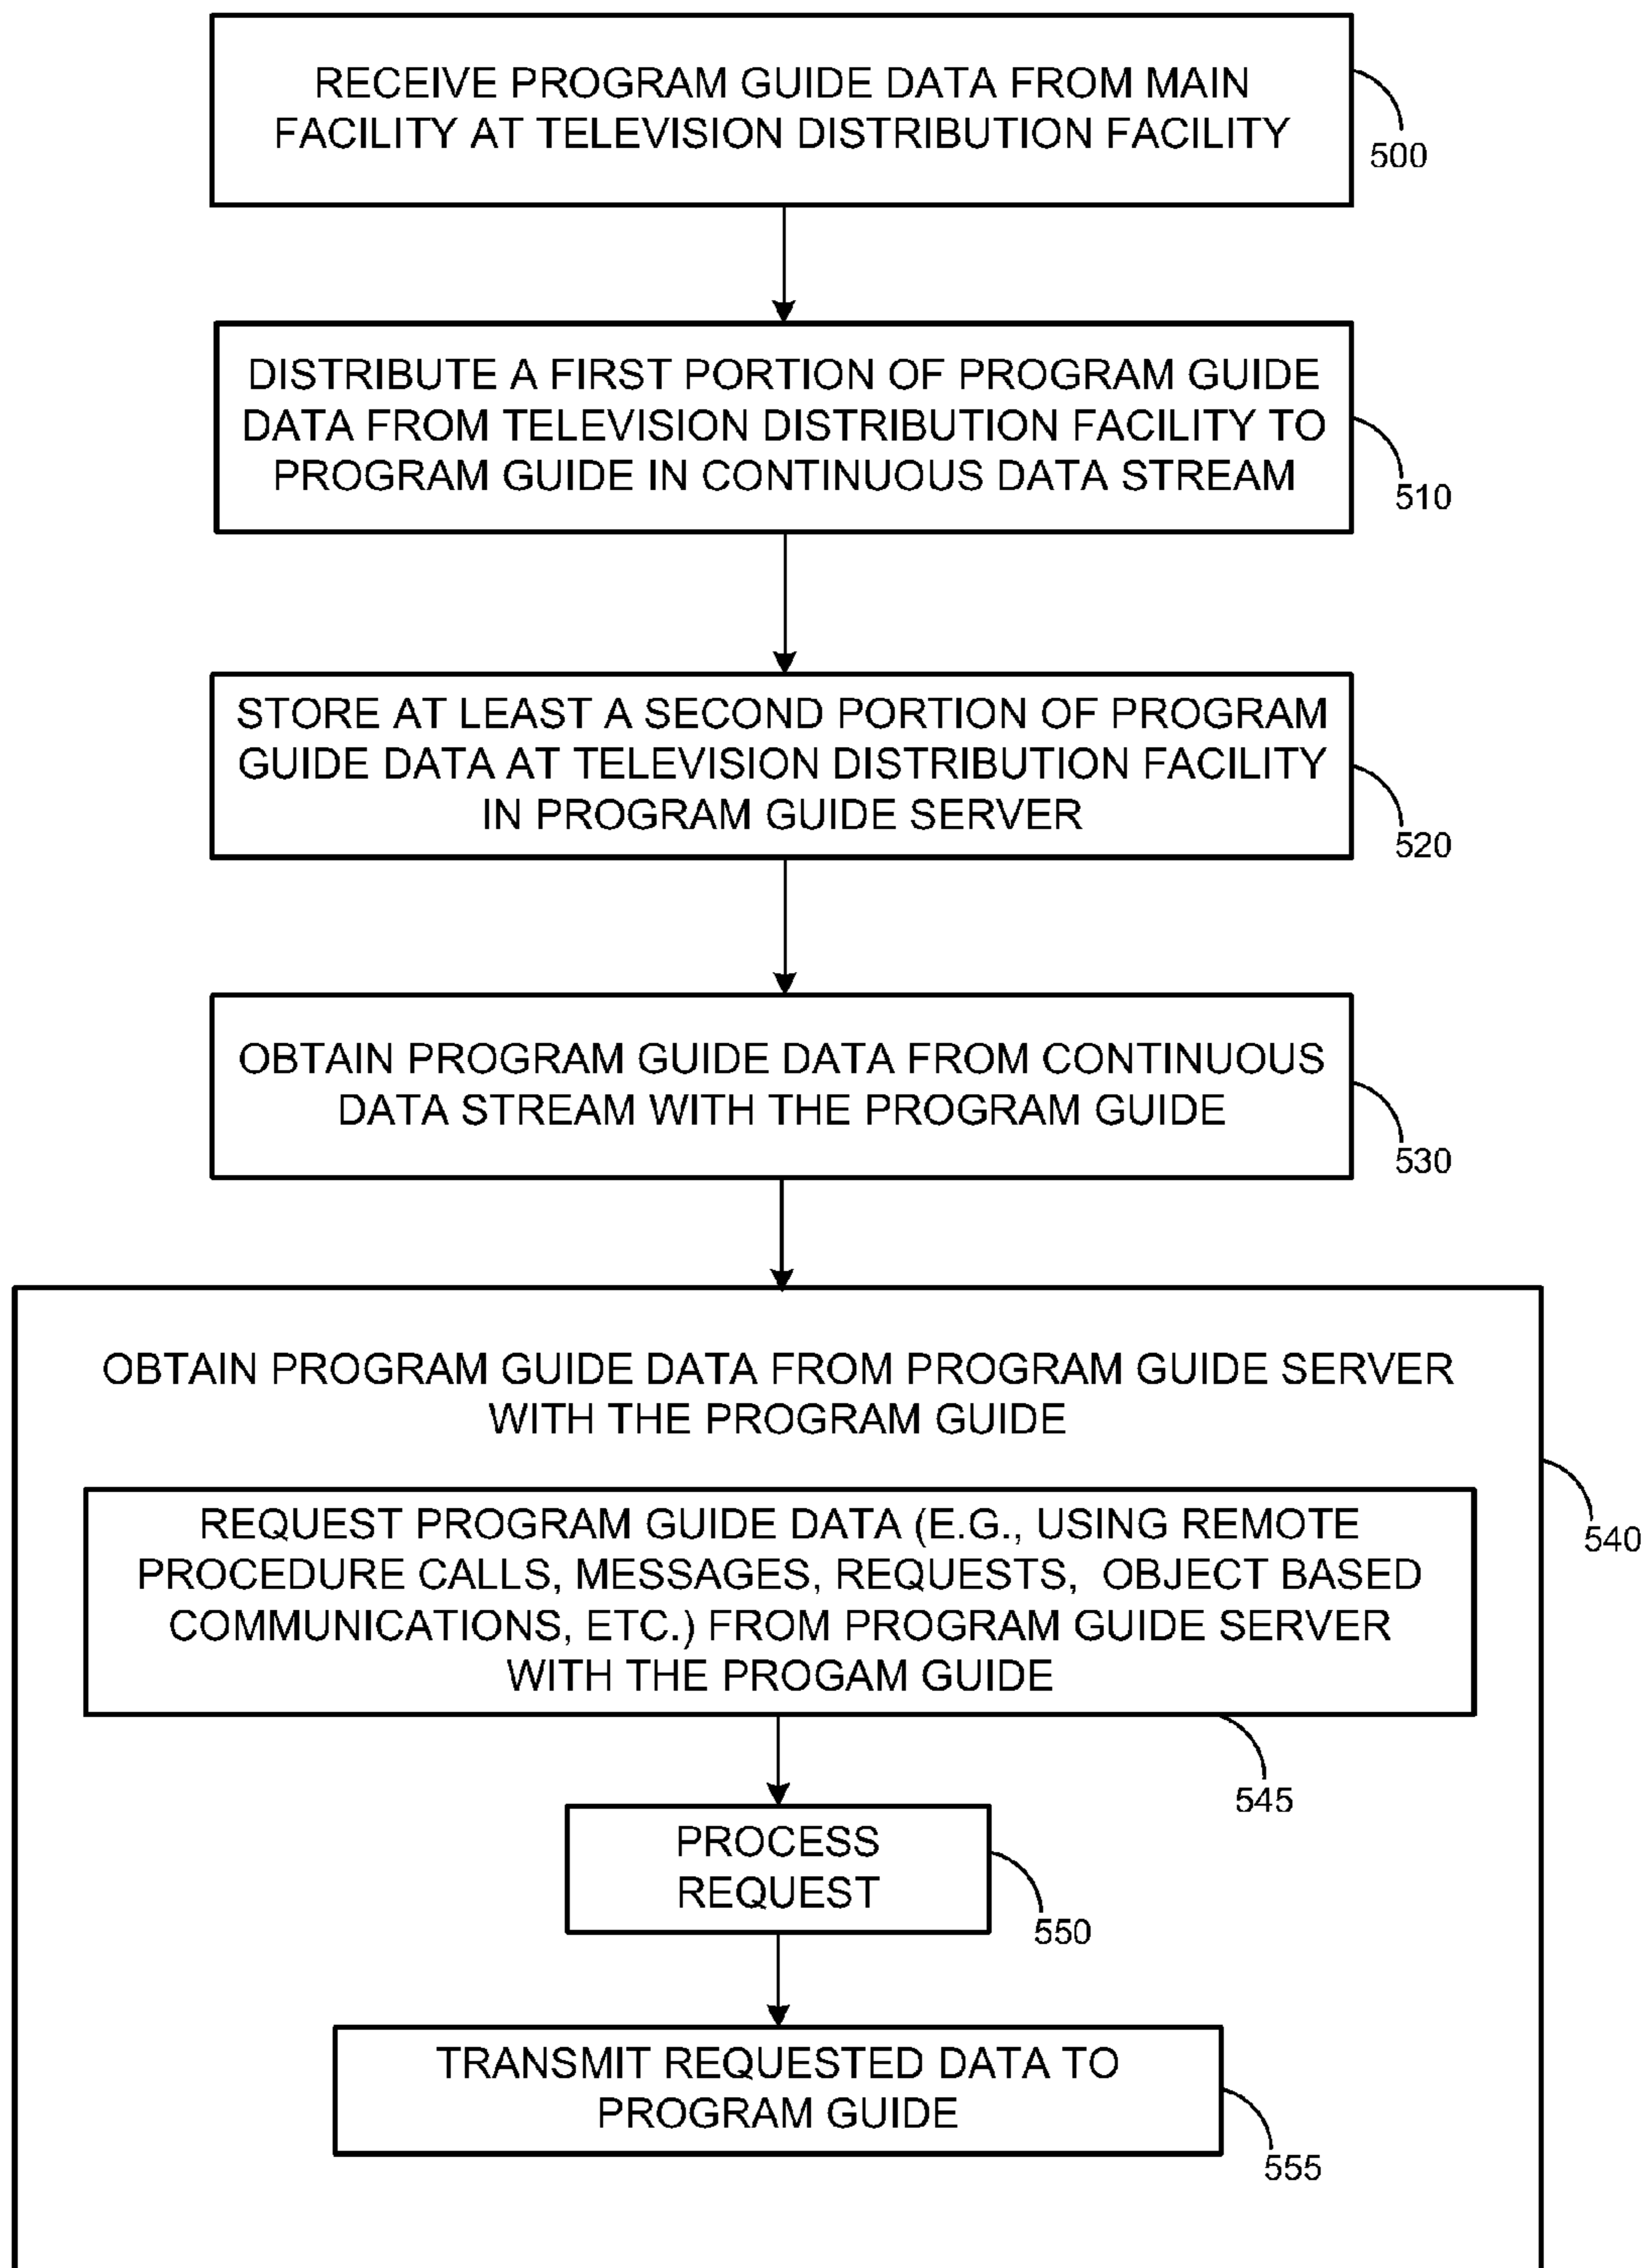 RECEIVE PROGRAM GUIDE DATA FROM MAIN
FACILITY AT TELEVISION DISTRIBUTION FACILITY
500
DISTRIBUTE A FIRST PORTION OF PROGRAM GUIDE
DATA FROM TELEVISION DISTRIBUTION FACILITY TO
PROGRAM GUIDE IN CONTINUOUS DATA STREAM
510
STORE AT LEAST A SECOND PORTION OF PROGRAM
GUIDE DATA AT TELEVISION DISTRIBUTION FACILITY
IN PROGRAM GUIDE SERVER
520
OBTAIN PROGRAM GUIDE DATA FROM CONTINUOUS
DATA STREAM WITH THE PROGRAM GUIDE
530
OBTAIN PROGRAM GUIDE DATA FROM PROGRAM GUIDE SERVER
WITH THE PROGRAM GUIDE
540
REQUEST PROGRAM GUIDE DATA (E.G., USING REMOTE
PROCEDURE CALLS, MESSAGES, REQUESTS, OBJECT BASED
COMMUNICATIONS, ETC.) FROM PROGRAM GUIDE SERVER
WITH THE PROGAM GUIDE
545
PROCESS
REQUEST
550
TRANSMIT REQUESTED DATA TO
PROGRAM GUIDE
555